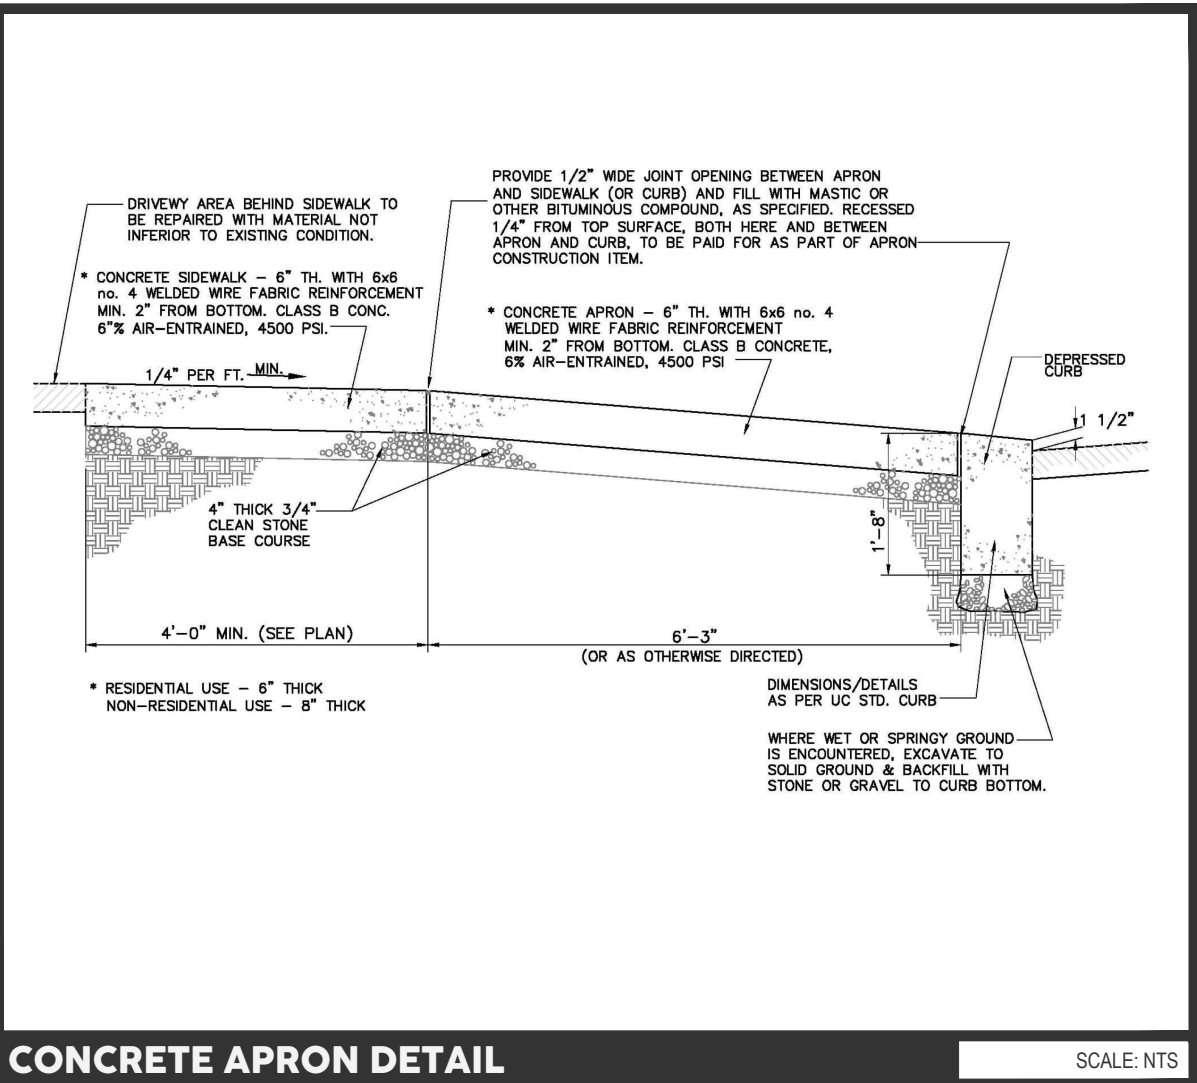 PROVIDE 1/2" WIDE JOINT OPENING BETWEEN APRON
AND SIDEWALK (OR CURB) AND FILL WITH MASTIC OR
OTHER BITUMINOUS COMPOUND, AS SPECIFIED. RECESSED
1/4" FROM TOP SURFACE, BOTH HERE AND BETWEEN
APRON AND CURB, TO BE PAID FOR AS PART OF APRON
CONSTRUCTION ITEM.
DRIVEWY AREA BEHIND SIDEWALK TO
BE REPAIRED WITH MATERIAL NOT
INFERIOR TO EXISTING CONDITION.
* CONCRETE SIDEWALK – 6" TH. WITH 6x6
no. 4 WELDED WIRE FABRIC REINFORCEMENT
MIN. 2" FROM BOTTOM. CLASS B CONC.
6"% AIR–ENTRAINED, 4500 PSI.
* CONCRETE APRON – 6" TH. WITH 6x6 no. 4
WELDED WIRE FABRIC REINFORCEMENT
MIN. 2" FROM BOTTOM. CLASS B CONCRETE,
6% AIR–ENTRAINED, 4500 PSI
1/4" PER FT. MIN.
DEPRESSED
CURB
1 1/2"
4" THICK 3/4"
CLEAN STONE
BASE COURSE
1'–8"
4'–0" MIN. (SEE PLAN)
6'–3"
(OR AS OTHERWISE DIRECTED)
* RESIDENTIAL USE – 6" THICK
NON–RESIDENTIAL USE – 8" THICK
DIMENSIONS/DETAILS
AS PER UC STD. CURB
WHERE WET OR SPRINGY GROUND
IS ENCOUNTERED, EXCAVATE TO
SOLID GROUND & BACKFILL WITH
STONE OR GRAVEL TO CURB BOTTOM.
CONCRETE APRON DETAIL
SCALE: NTS